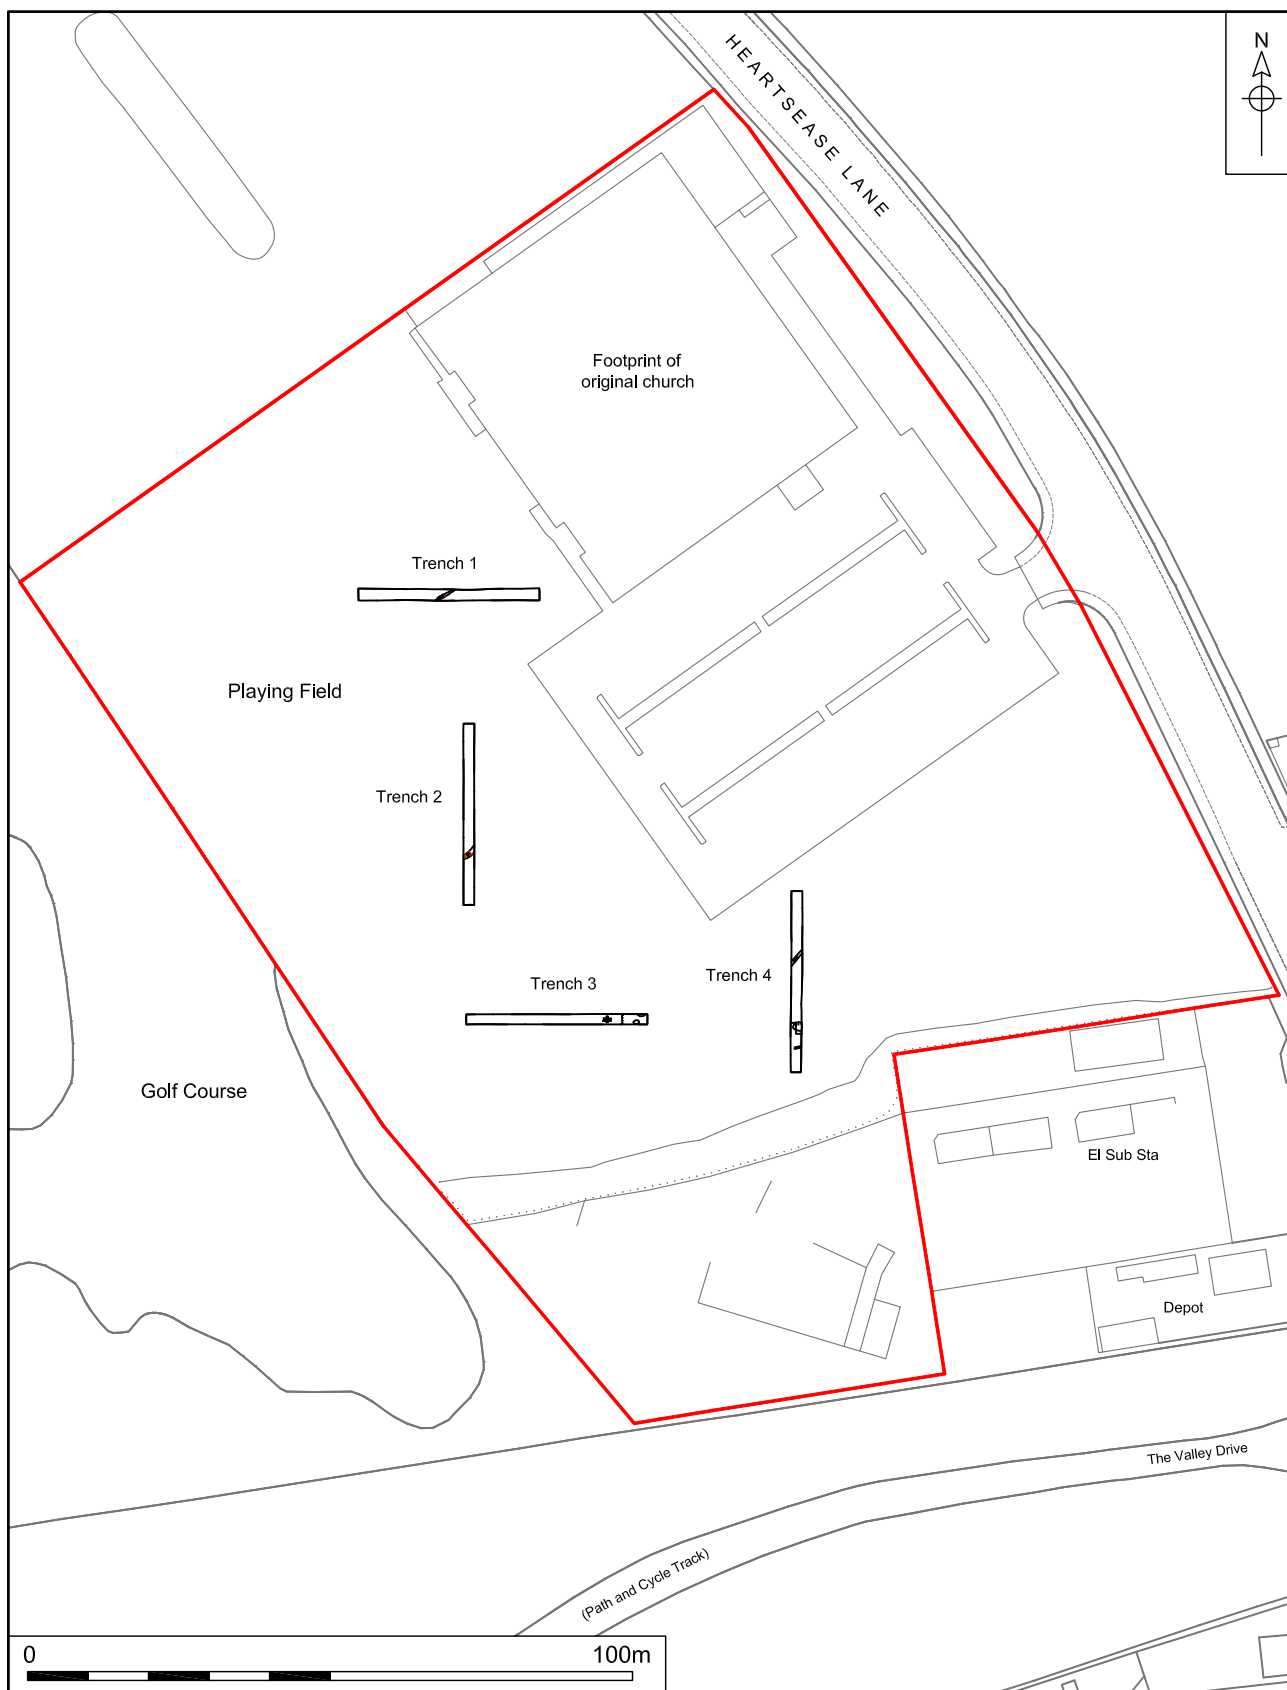 N
HEARTSEASE LANE
Footprint of
original church
Trench 1
Playing Field
Trench 2
Trench 3
Trench 4
Golf Course
El Sub Sta
Depot
The Valley Drive
(Path and Cycle Track)
0
100m